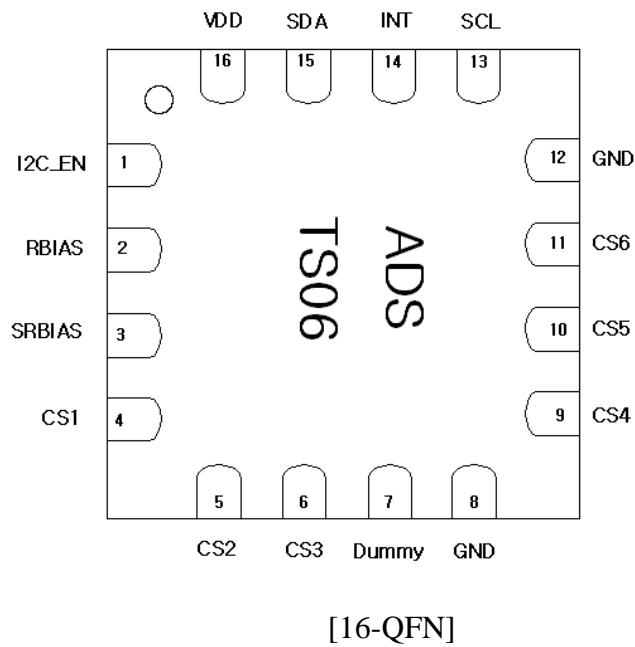 VDD SDA INT SCL
16 15 14 13
I2C_EN 1 12 GND
RBIAS 2 11 CS6
SRBIAS 3 10 CS5
CS1 4 9 CS4
ADS
TS06
5 6 7 8
CS2 CS3 Dummy GND
[16-QFN]